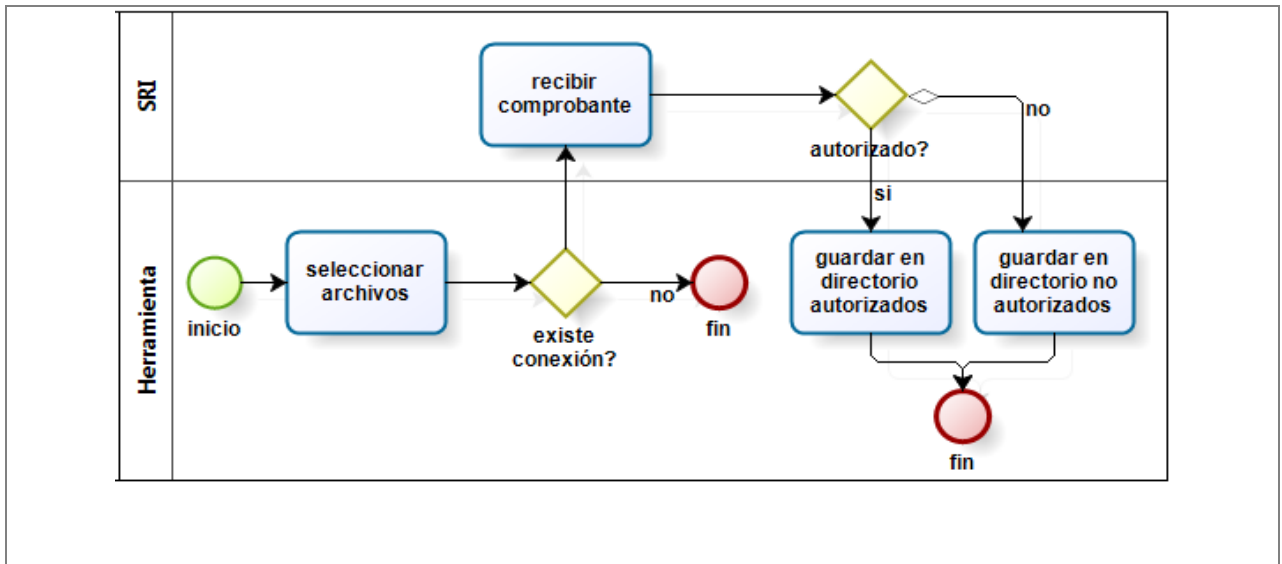 SRI
recibir
comprobante
autorizado?
no
si
Herramienta
inicio
seleccionar
archivos
existe
conexión?
no
fin
guardar en
directorio
autorizados
guardar en
directorio no
autorizados
fin